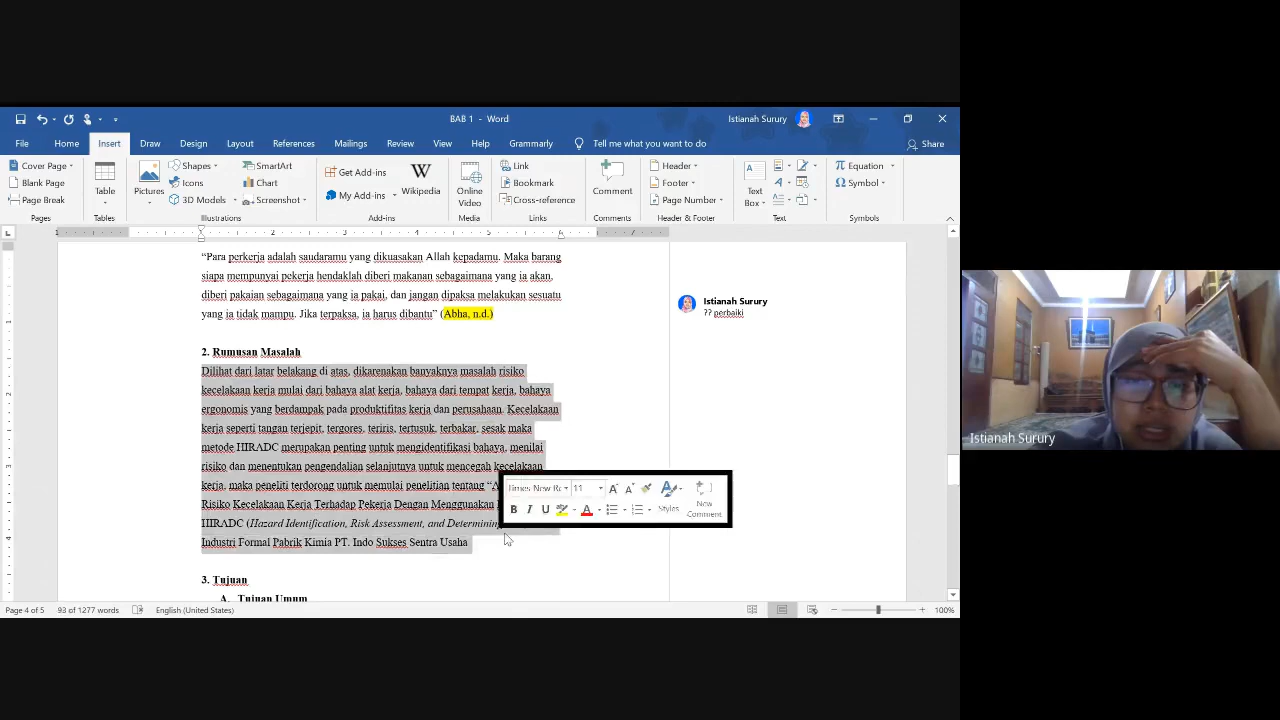 BAB 1 - Word
Istianah Surury
File Home Insert Draw Design Layout References Mailings Review View Help Grammarly Tell me what you want to do Share
Cover Page
Blank Page
Page Break
Pages
Table
Tables
Pictures
Shapes
Icons
3D Models
SmartArt
Chart
Screenshot
Illustrations
Get Add-ins
My Add-ins
Wikipedia
Add-ins
Online
Video
Media
Link
Bookmark
Cross-reference
Links
Comment
Comments
Header
Footer
Page Number
Header & Footer
Text
Box
Text
Equation
Symbol
Symbols
1 2 3 4 5 6 7
“Para perkerja adalah saudaramu yang dikuasakan Allah kepadamu. Maka barang
siapa mempunyai pekerja hendaklah diberi makanan sebagaimana yang ia akan,
diberi pakaian sebagaimana yang ia pakai, dan jangan dipaksa melakukan sesuatu
yang ia tidak mampu. Jika terpaksa, ia harus dibantu” (Abha, n.d.)
Istianah Surury
?? perbaiki
2. Rumusan Masalah
Dilihat dari latar belakang di atas, dikarenakan banyaknya masalah risiko
kecelakaan kerja mulai dari bahaya alat kerja, bahaya dari tempat kerja, bahaya
ergonomis yang berdampak pada produktifitas kerja dan perusahaan. Kecelakaan
kerja seperti tangan terjepit, tergores, teriris, tertusuk, terbakar, sesak maka
metode HIRADC merupakan penting untuk mengidentifikasi bahaya, menilai
risiko dan menentukan pengendalian selanjutnya untuk mencegah kecelakaan
kerja, maka peneliti terdorong untuk memulai penelitian tentang “A
Risiko Kecelakaan Kerja Terhadap Pekerja Dengan Menggunakan
HIRADC (Hazard Identification, Risk Assessment, and Determining
Industri Formal Pabrik Kimia PT. Indo Sukses Sentra Usaha
Times New Ro 11
Styles
New
Comment
3. Tujuan
A. Tujuan Umum
Page 4 of 5 93 of 1277 words English (United States) 100%
Istianah Surury